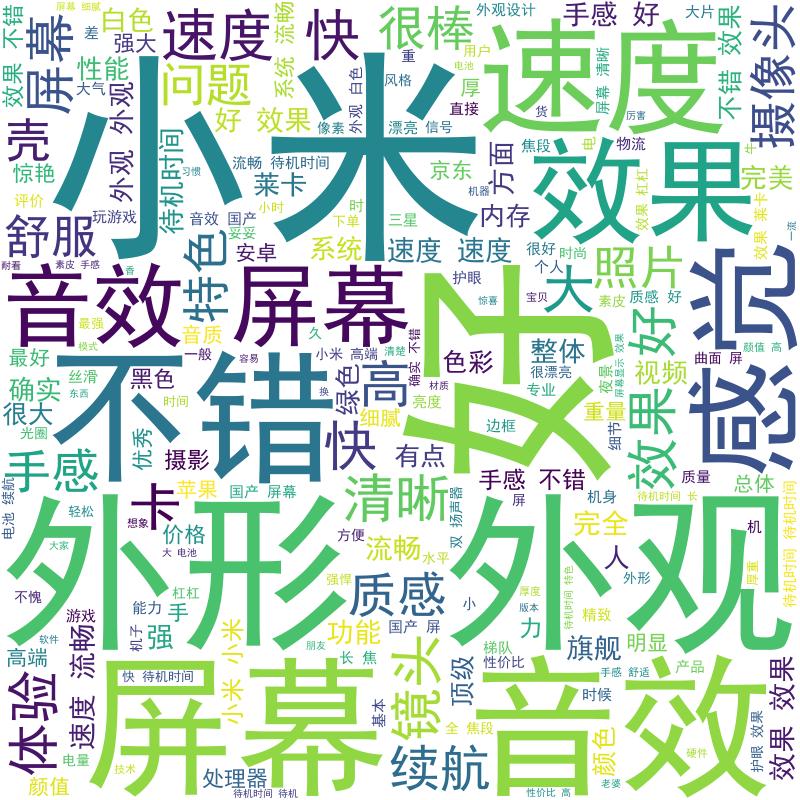 不错 效果
屏幕
白色
强大
性能
速度
系统 流畅
快
很棒
外观设计
手感 好
大片
不错 效果
摄像头
屏幕 细腻
差
大气
问题
外观 白色
重
风格
用户
电池
厚
直接
速度
屏幕 清晰
货
厉害
壳
惊艳
评价
外观 外观
待机时间
好 效果
像素
漂亮 信号
小米
流畅 待机时间
习惯
莱卡
京东
机器
方面
焦段
电
物流
效果
效果 杠杠
完美
牛
效果 莱卡
一流
玩游戏
音效 国产
小时
时
下单
三星
内存
舒服
妥妥
安卓
系统
速度 速度
很好
个人
时尚
照片
感觉
耐看
素皮 手感
香
特色
音效
屏幕
护眼
惊喜
宝贝
大
素皮
质感 好
好
最强
模式
音质
一般
久
容易
小米 高端
清楚
确实 不错
色彩
整体
夜景
屏幕显示 效果
曲面 屏
颜值 高
最好
确实
丝滑
东西
黑色
时间
不错
换
绿色
高
材质
细腻
亮度
好
很漂亮
专业
边框
重量
细节
视频
效果
很大
光圈
优秀
摄影
快
有点
手感
电池 续航
苹果
国产 屏幕
清晰
手感 不错
屏
机身
质量
总体
待机时间 长
待机时间 待机时间
轻松
卡
想象
价格
大家
大 电池
方便
流畅
水平
双 扬声器
完全
人
机
外形
外观
外形
厚重
不愧
游戏
杠杠
能力
手
强悍
质感
小
厚度
版本
待机时间 特色
精致
力
软件
高端
流畅
机子
强
小米 小米
功能
朋友
国产 屏
梯队
性价比
旗舰
明显
手感 舒适
产品
体验
速度
快 待机时间
长 焦
屏幕
基本
镜头
顶级
全 焦段
音效
时候
效果 效果
护眼 效果
电量
颜值
技术
处理器
待机时间 待机
续航
颜色
老婆
硬件
性价比 高